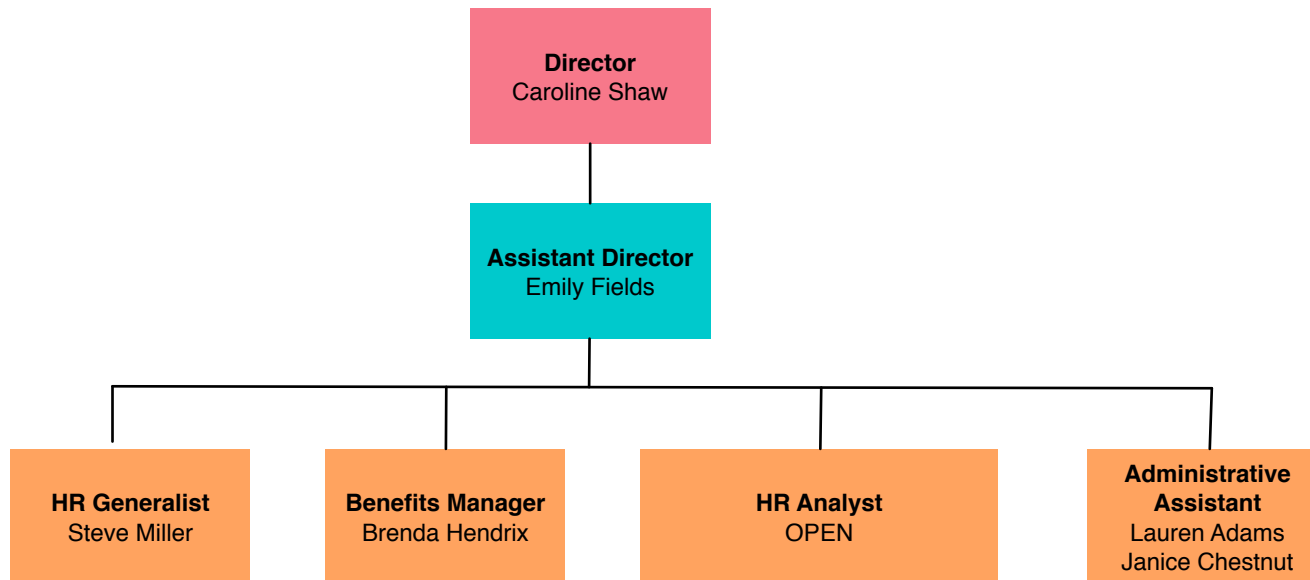 Director
Caroline Shaw
Assistant Director
Emily Fields
HR Generalist
Steve Miller
Benefits Manager
Brenda Hendrix
HR Analyst
OPEN
Administrative
Assistant
Lauren Adams
Janice Chestnut